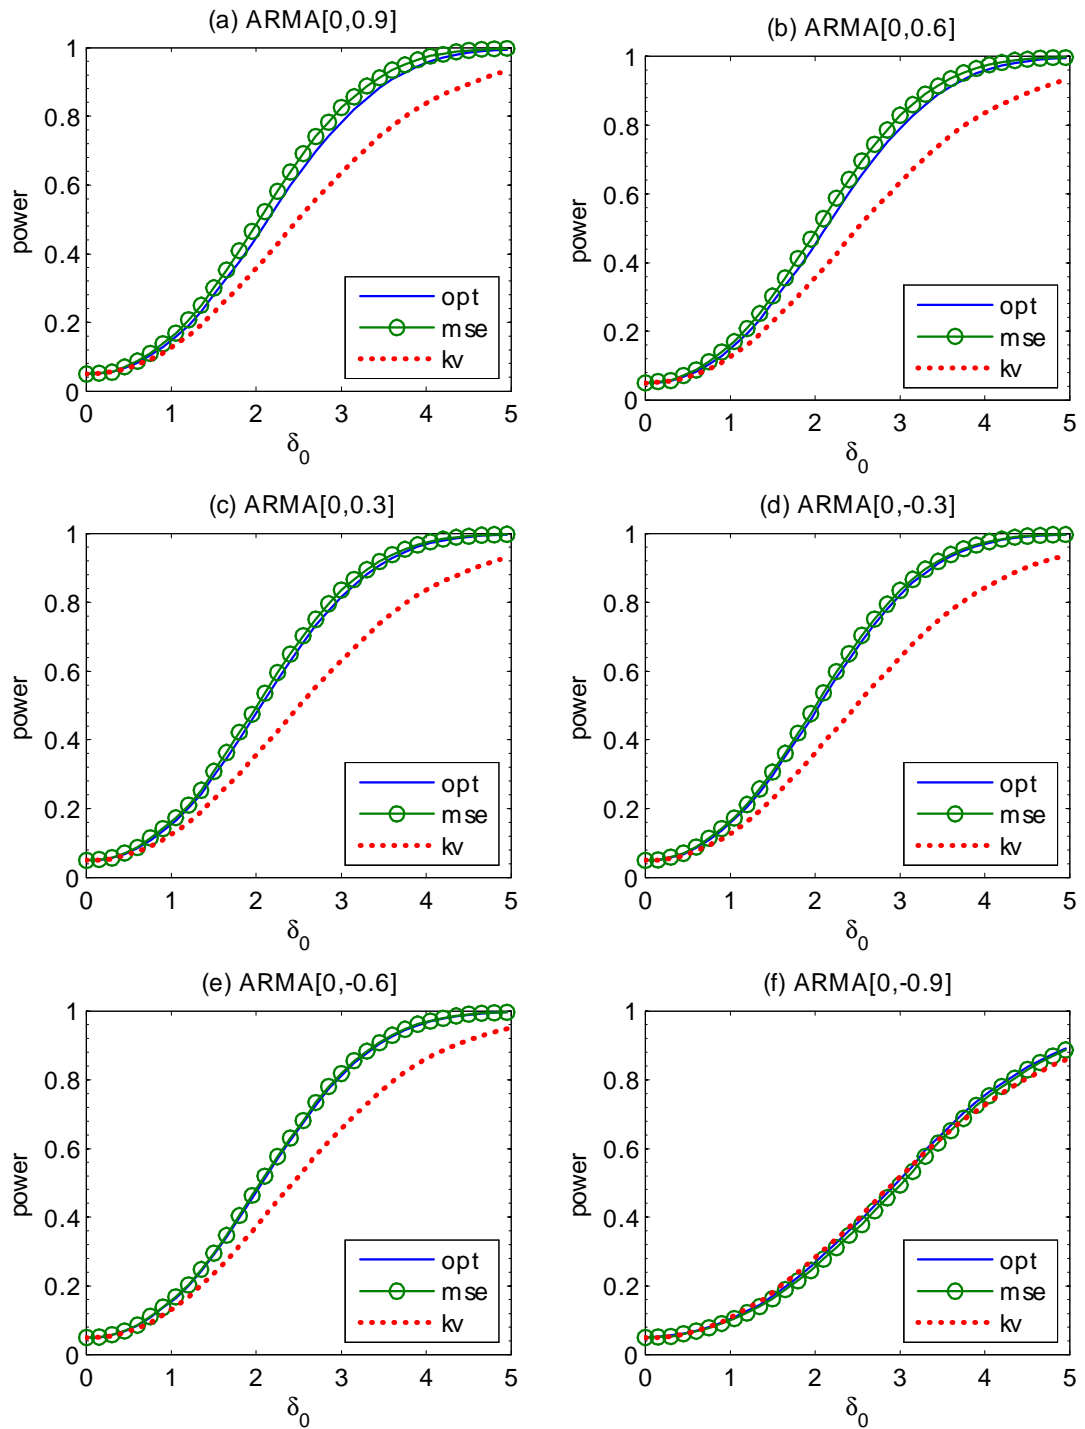 (a) ARMA[0,0.9]
1
0.8
0.6
0.4
0.2
0
power
opt
mse
kv
0 1 2 3 4 5
δ0
(b) ARMA[0,0.6]
1
0.8
0.6
0.4
0.2
0
power
opt
mse
kv
0 1 2 3 4 5
δ0
(c) ARMA[0,0.3]
1
0.8
0.6
0.4
0.2
0
power
opt
mse
kv
0 1 2 3 4 5
δ0
(d) ARMA[0,-0.3]
1
0.8
0.6
0.4
0.2
0
power
opt
mse
kv
0 1 2 3 4 5
δ0
(e) ARMA[0,-0.6]
1
0.8
0.6
0.4
0.2
0
power
opt
mse
kv
0 1 2 3 4 5
δ0
(f) ARMA[0,-0.9]
1
0.8
0.6
0.4
0.2
0
power
opt
mse
kv
0 1 2 3 4 5
δ0